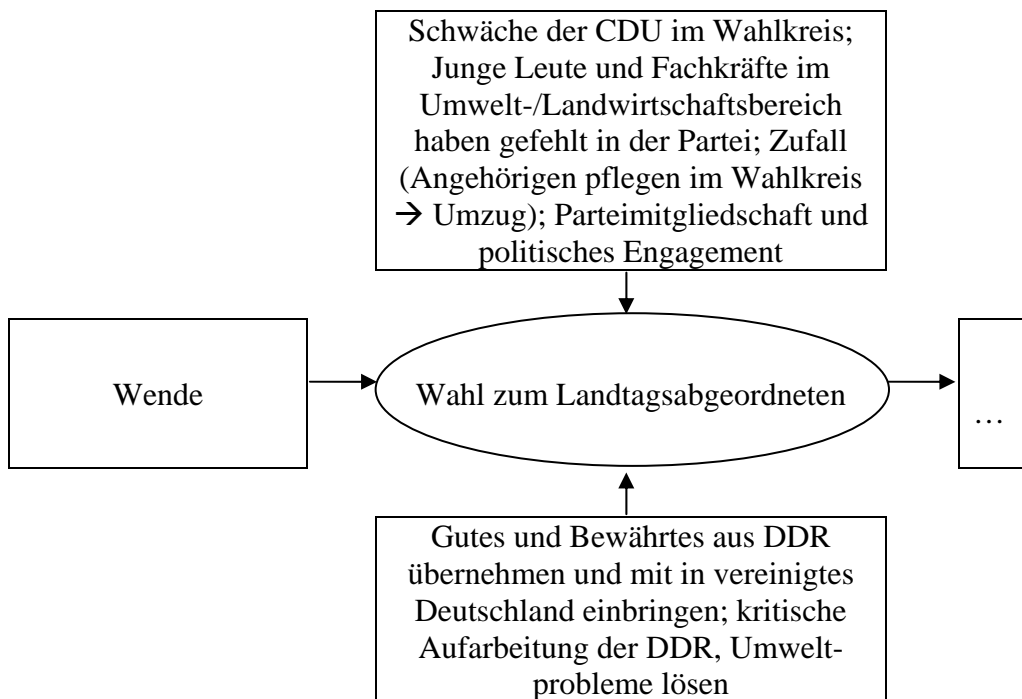 Schwäche der CDU im Wahlkreis;
Junge Leute und Fachkräfte im
Umwelt-/Landwirtschaftsbereich
haben gefehlt in der Partei; Zufall
(Angehörigen pflegen im Wahlkreis
→ Umzug); Parteimitgliedschaft und
politisches Engagement
Wende
Wahl zum Landtagsabgeordneten
…
Gutes und Bewährtes aus DDR
übernehmen und mit in vereinigtes
Deutschland einbringen; kritische
Aufarbeitung der DDR, Umwelt-
probleme lösen